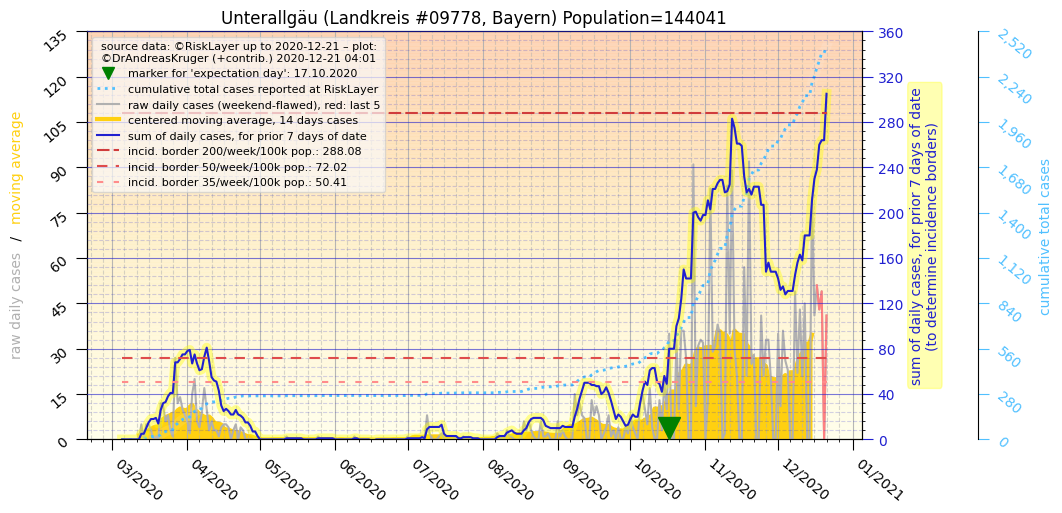 Unterallgäu (Landkreis #09778, Bayern) Population=144041
source data: ©RiskLayer up to 2020-12-21 – plot:
©DrAndreasKruger (+contrib.) 2020-12-21 04:01
marker for 'expectation day': 17.10.2020
cumulative total cases reported at RiskLayer
raw daily cases (weekend-flawed), red: last 5
centered moving average, 14 days cases
sum of daily cases, for prior 7 days of date
incid. border 200/week/100k pop.: 288.08
incid. border 50/week/100k pop.: 72.02
incid. border 35/week/100k pop.: 50.41
raw daily cases / moving average
135
120
105
90
75
60
45
30
15
0
360
320
280
240
200
160
120
80
40
0
sum of daily cases, for prior 7 days of date
(to determine incidence borders)
2,520
2,240
1,960
1,680
1,400
1,120
840
560
280
0
cumulative total cases
03/2020
04/2020
05/2020
06/2020
07/2020
08/2020
09/2020
10/2020
11/2020
12/2020
01/2021